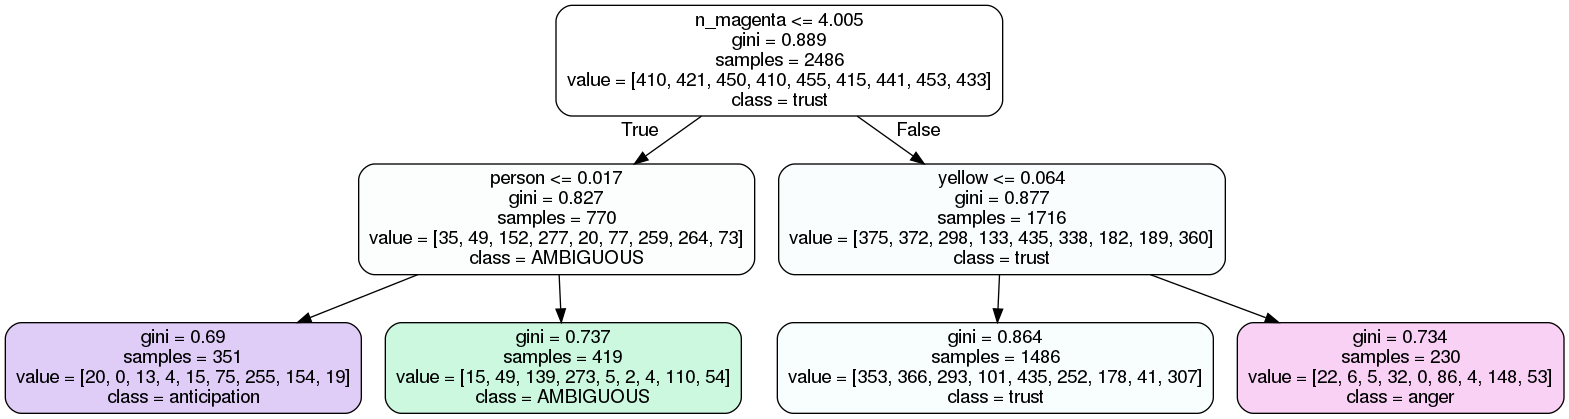 n_magenta <= 4.005
gini = 0.889
samples = 2486
value = [410, 421, 450, 410, 455, 415, 441, 453, 433]
class = trust
True
False
person <= 0.017
gini = 0.827
samples = 770
value = [35, 49, 152, 277, 20, 77, 259, 264, 73]
class = AMBIGUOUS
yellow <= 0.064
gini = 0.877
samples = 1716
value = [375, 372, 298, 133, 435, 338, 182, 189, 360]
class = trust
gini = 0.69
samples = 351
value = [20, 0, 13, 4, 15, 75, 255, 154, 19]
class = anticipation
gini = 0.737
samples = 419
value = [15, 49, 139, 273, 5, 2, 4, 110, 54]
class = AMBIGUOUS
gini = 0.864
samples = 1486
value = [353, 366, 293, 101, 435, 252, 178, 41, 307]
class = trust
gini = 0.734
samples = 230
value = [22, 6, 5, 32, 0, 86, 4, 148, 53]
class = anger